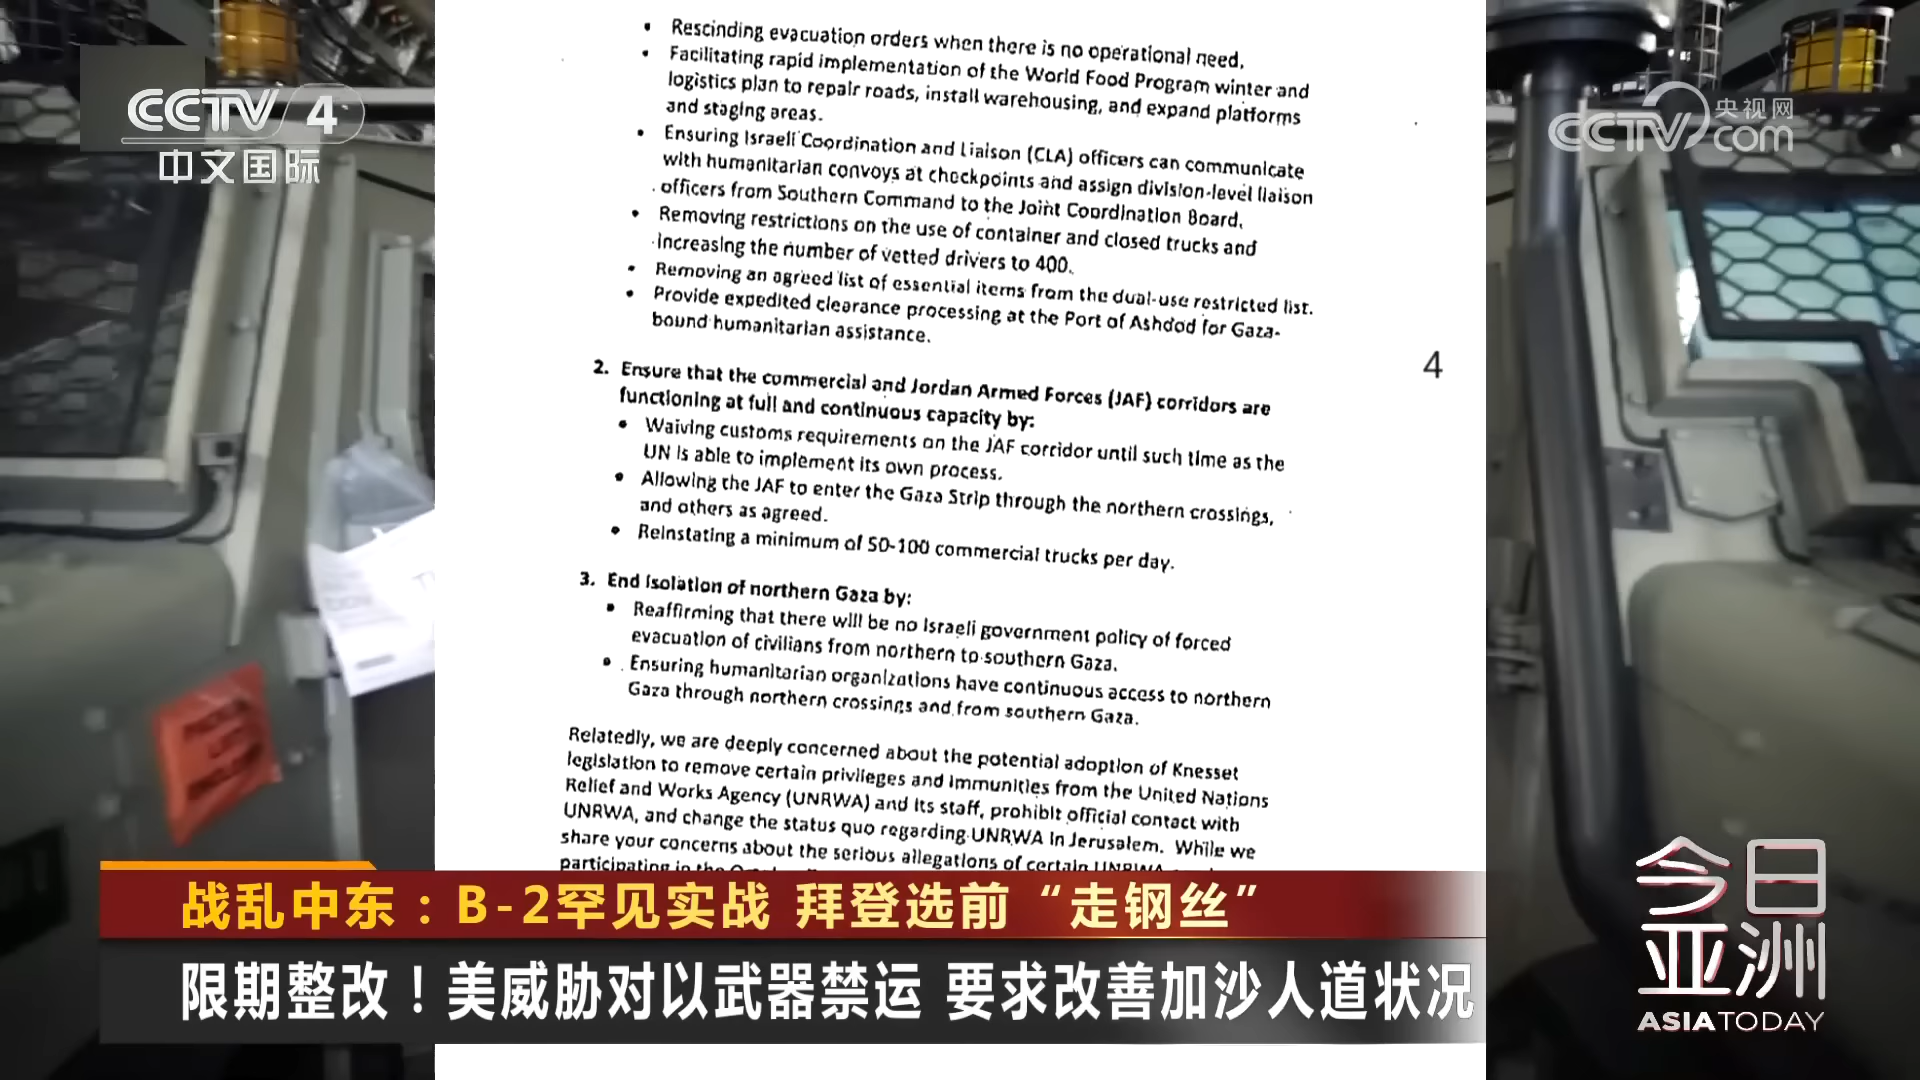 CCTV 4
中文国际
央视网
CCTV.com
Rescinding evacuation orders when there is no operational need.
Facilitating rapid implementation of the World Food Program winter and
logistics plan to repair roads, install warehousing, and expand platforms
and staging areas.
Ensuring Israeli Coordination and Liaison (CLA) officers can communicate
with humanitarian convoys at checkpoints and assign division-level liaison
officers from Southern Command to the Joint Coordination Board.
Removing restrictions on the use of container and closed trucks and
increasing the number of vetted drivers to 400.
Removing an agreed list of essential items from the dual-use restricted list.
Provide expedited clearance processing at the Port of Ashdod for Gaza-
bound humanitarian assistance.
4
2. Ensure that the commercial and Jordan Armed Forces (JAF) corridors are
functioning at full and continuous capacity by:
Waiving customs requirements on the JAF corridor until such time as the
UN is able to implement its own process.
Allowing the JAF to enter the Gaza Strip through the northern crossings,
and others as agreed.
Reinstating a minimum of 50-100 commercial trucks per day.
3. End isolation of northern Gaza by:
Reaffirming that there will be no Israeli government policy of forced
evacuation of civilians from northern to southern Gaza.
Ensuring humanitarian organizations have continuous access to northern
Gaza through northern crossings and from southern Gaza.
Relatedly, we are deeply concerned about the potential adoption of Knesset
legislation to remove certain privileges and immunities from the United Nations
Relief and Works Agency (UNRWA) and its staff, prohibit official contact with
UNRWA, and change the status quo regarding UNRWA in Jerusalem. While we
share your concerns about the serious allegations of certain UNRWA
participating in the
战乱中东：B-2罕见实战 拜登选前“走钢丝”
限期整改！美威胁对以武器禁运 要求改善加沙人道状况
今日
亚洲
ASIA TODAY